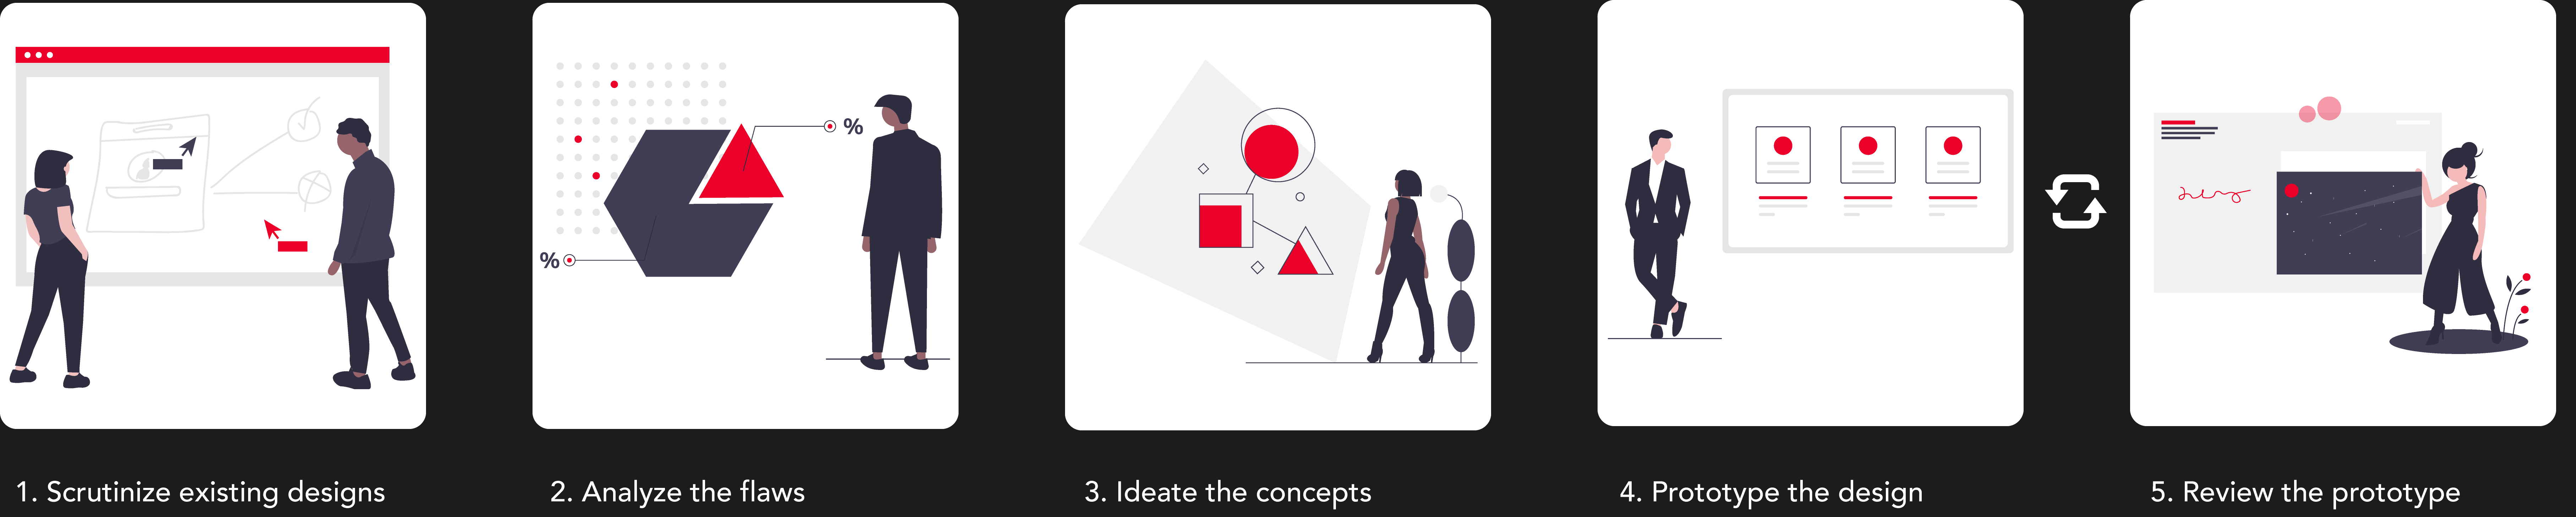 %
%
1. Scrutinize existing designs
2. Analyze the flaws
3. Ideate the concepts
4. Prototype the design
5. Review the prototype